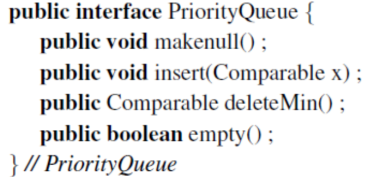 public interface PriorityQueue {
public void makenull() ;
public void insert(Comparable x) ;
public Comparable deleteMin() ;
public boolean empty() ;
} // PriorityQueue